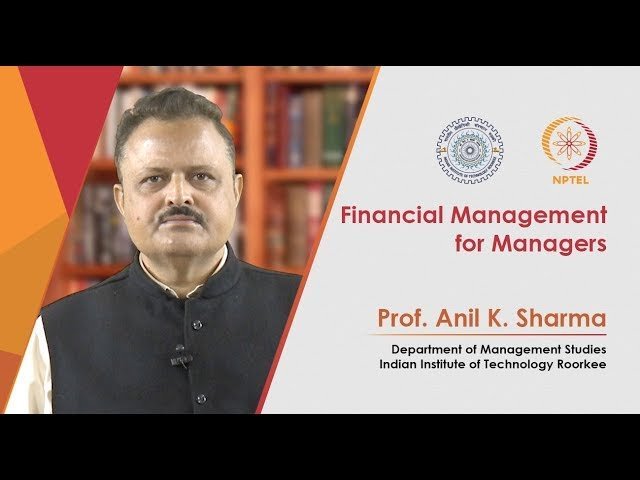 NPTEL
Financial Management
for Managers
Prof. Anil K. Sharma
Department of Management Studies
Indian Institute of Technology Roorkee